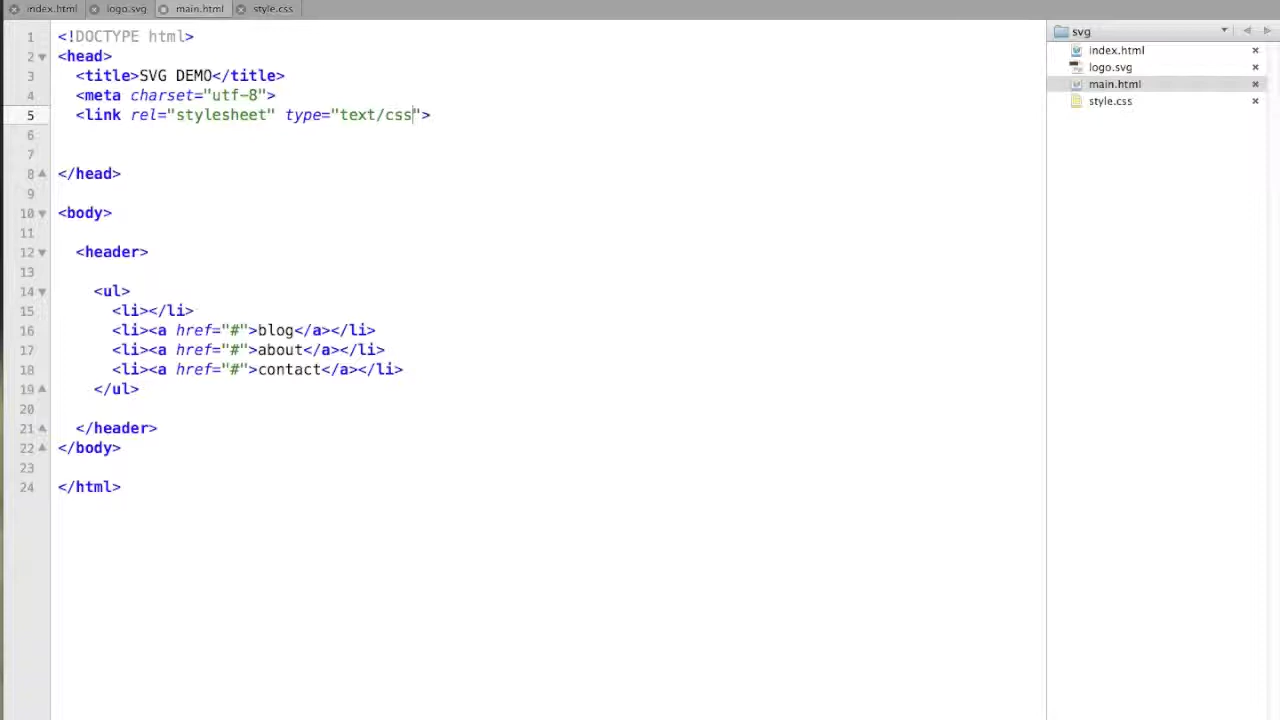 index.html logo.svg main.html style.css
svg
index.html
logo.svg
main.html
style.css
1 <!DOCTYPE html>
2 <head>
3 <title>SVG DEMO</title>
4 <meta charset="utf-8">
5 <link rel="stylesheet" type="text/css">
6
7
8 </head>
9
10 <body>
11
12 <header>
13
14 <ul>
15 <li></li>
16 <li><a href="#">blog</a></li>
17 <li><a href="#">about</a></li>
18 <li><a href="#">contact</a></li>
19 </ul>
20
21 </header>
22 </body>
23
24 </html>